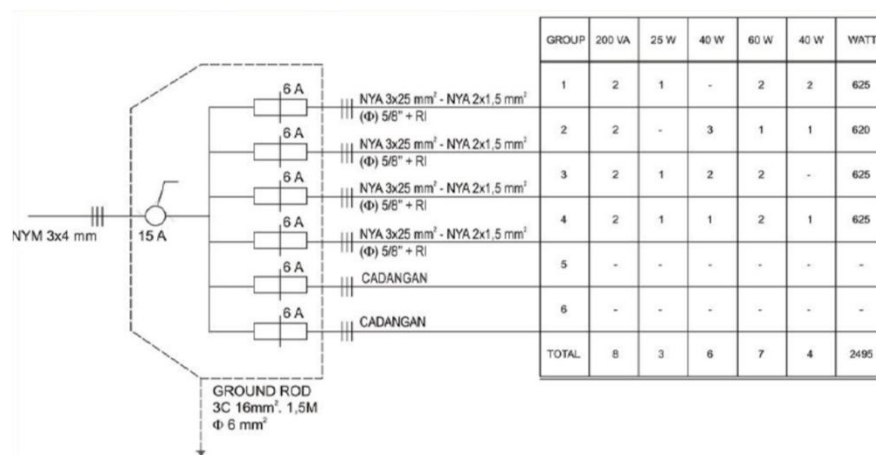 GROUP 200 VA 25 W 40 W 60 W 40 W WATT
1 2 1 - 2 2 625
2 2 - 3 1 1 620
3 2 1 2 2 - 625
4 2 1 1 2 1 625
5 - - - - - -
6 - - - - - -
TOTAL 8 3 6 7 4 2495
6 A
NYA 3x25 mm² - NYA 2x1,5 mm²
(Φ) 5/8" + RI
6 A
NYA 3x25 mm² - NYA 2x1,5 mm²
(Φ) 5/8" + RI
6 A
NYA 3x25 mm² - NYA 2x1,5 mm²
(Φ) 5/8" + RI
6 A
NYA 3x25 mm² - NYA 2x1,5 mm²
(Φ) 5/8" + RI
6 A
CADANGAN
6 A
CADANGAN
NYM 3x4 mm
15 A
GROUND ROD
3C 16mm². 1,5M
Φ 6 mm²